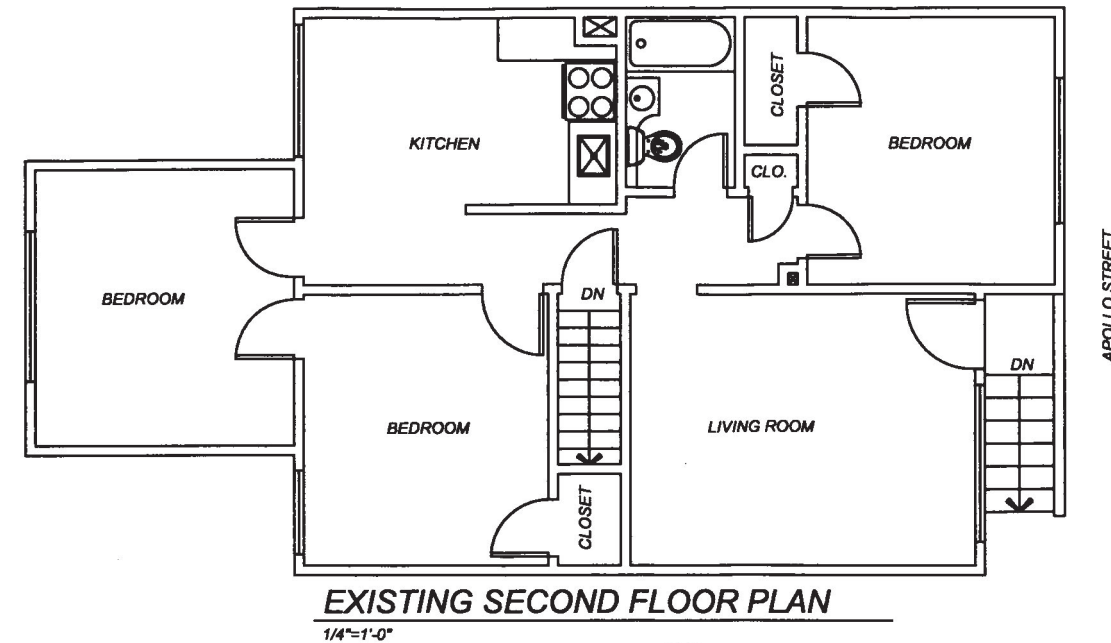 KITCHEN
CLOSET
BEDROOM
CLO.
BEDROOM
DN
APOLLO STREET
DN
BEDROOM
LIVING ROOM
CLOSET
EXISTING SECOND FLOOR PLAN
1/4"=1'-0"